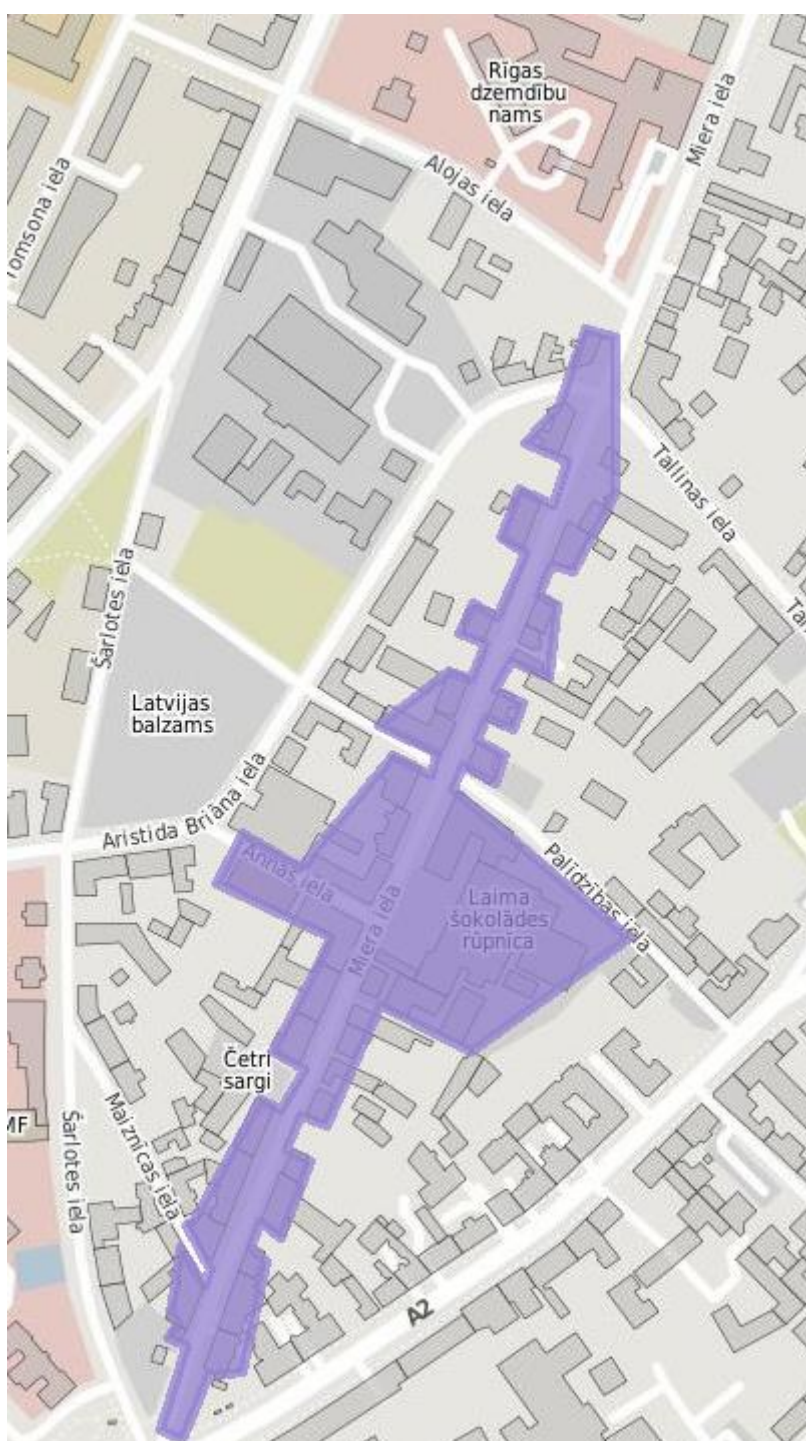 Rīgas
dzemdību
nams
Miera iela
Alojas iela
Tomsona iela
Tallinas iela
Šarlotes iela
Latvijas
balzams
Aristida Briāna iela
Annas iela
Miera iela
Laima
šokolādes
rūpnīca
Palīdzības iela
Četri
sargi
Maiznīcas iela
Šarlotes iela
A2